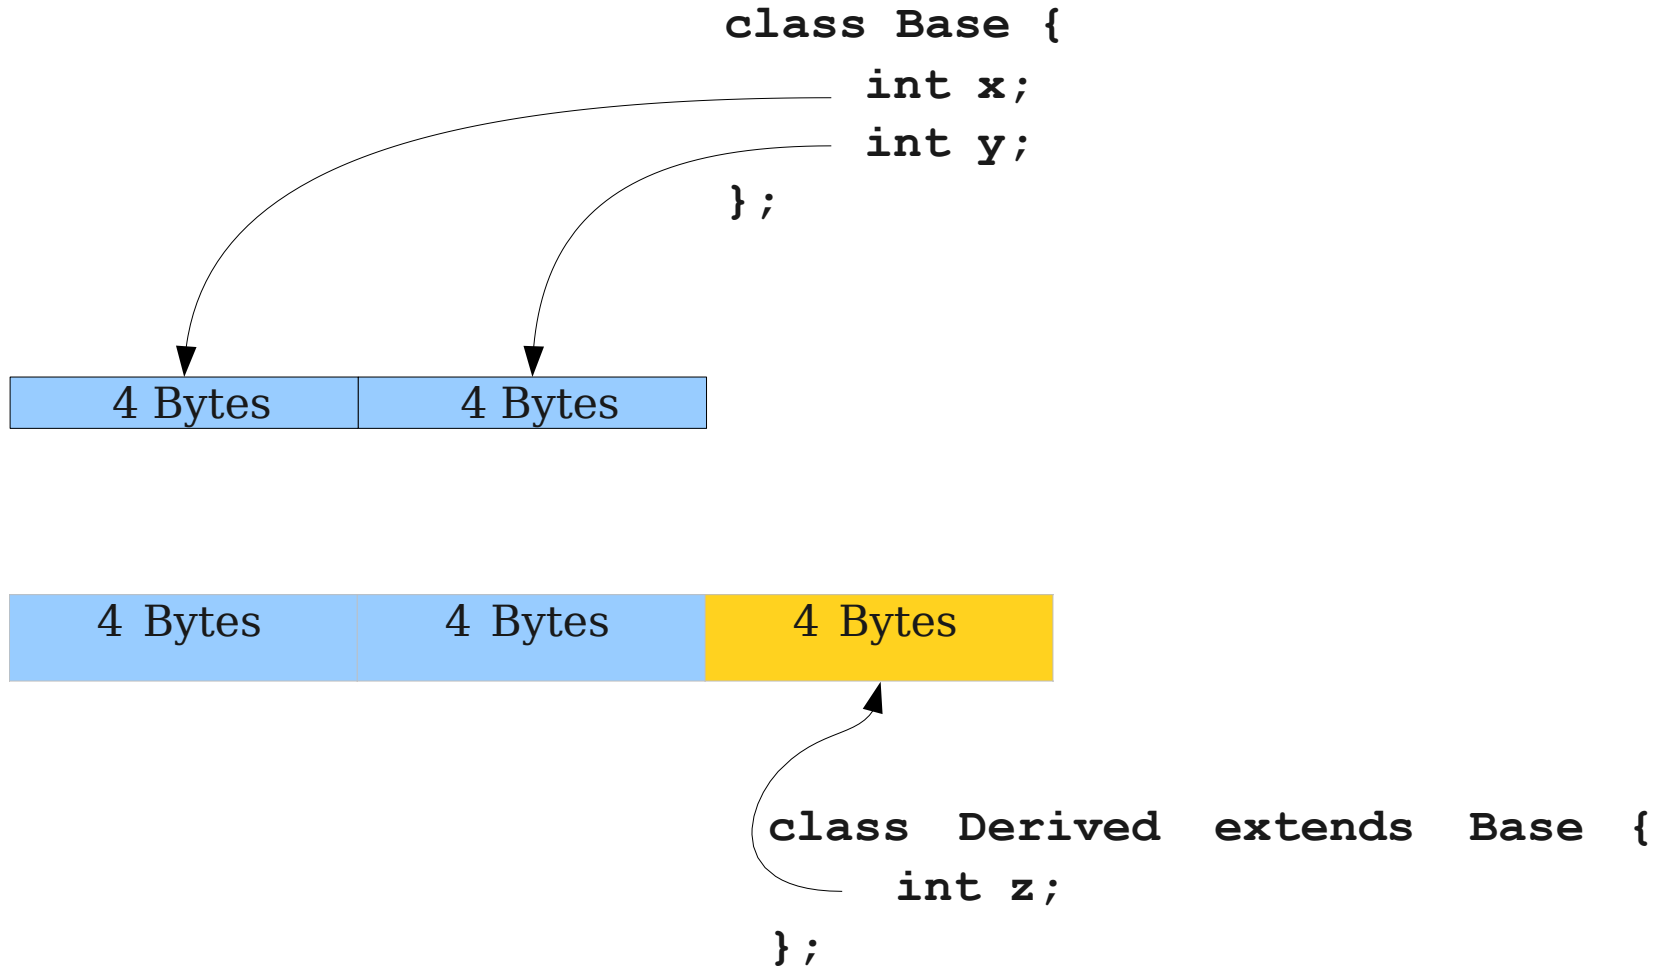 class Base {
int x;
int y;
};
4 Bytes 4 Bytes
4 Bytes 4 Bytes 4 Bytes
class Derived extends Base {
int z;
};